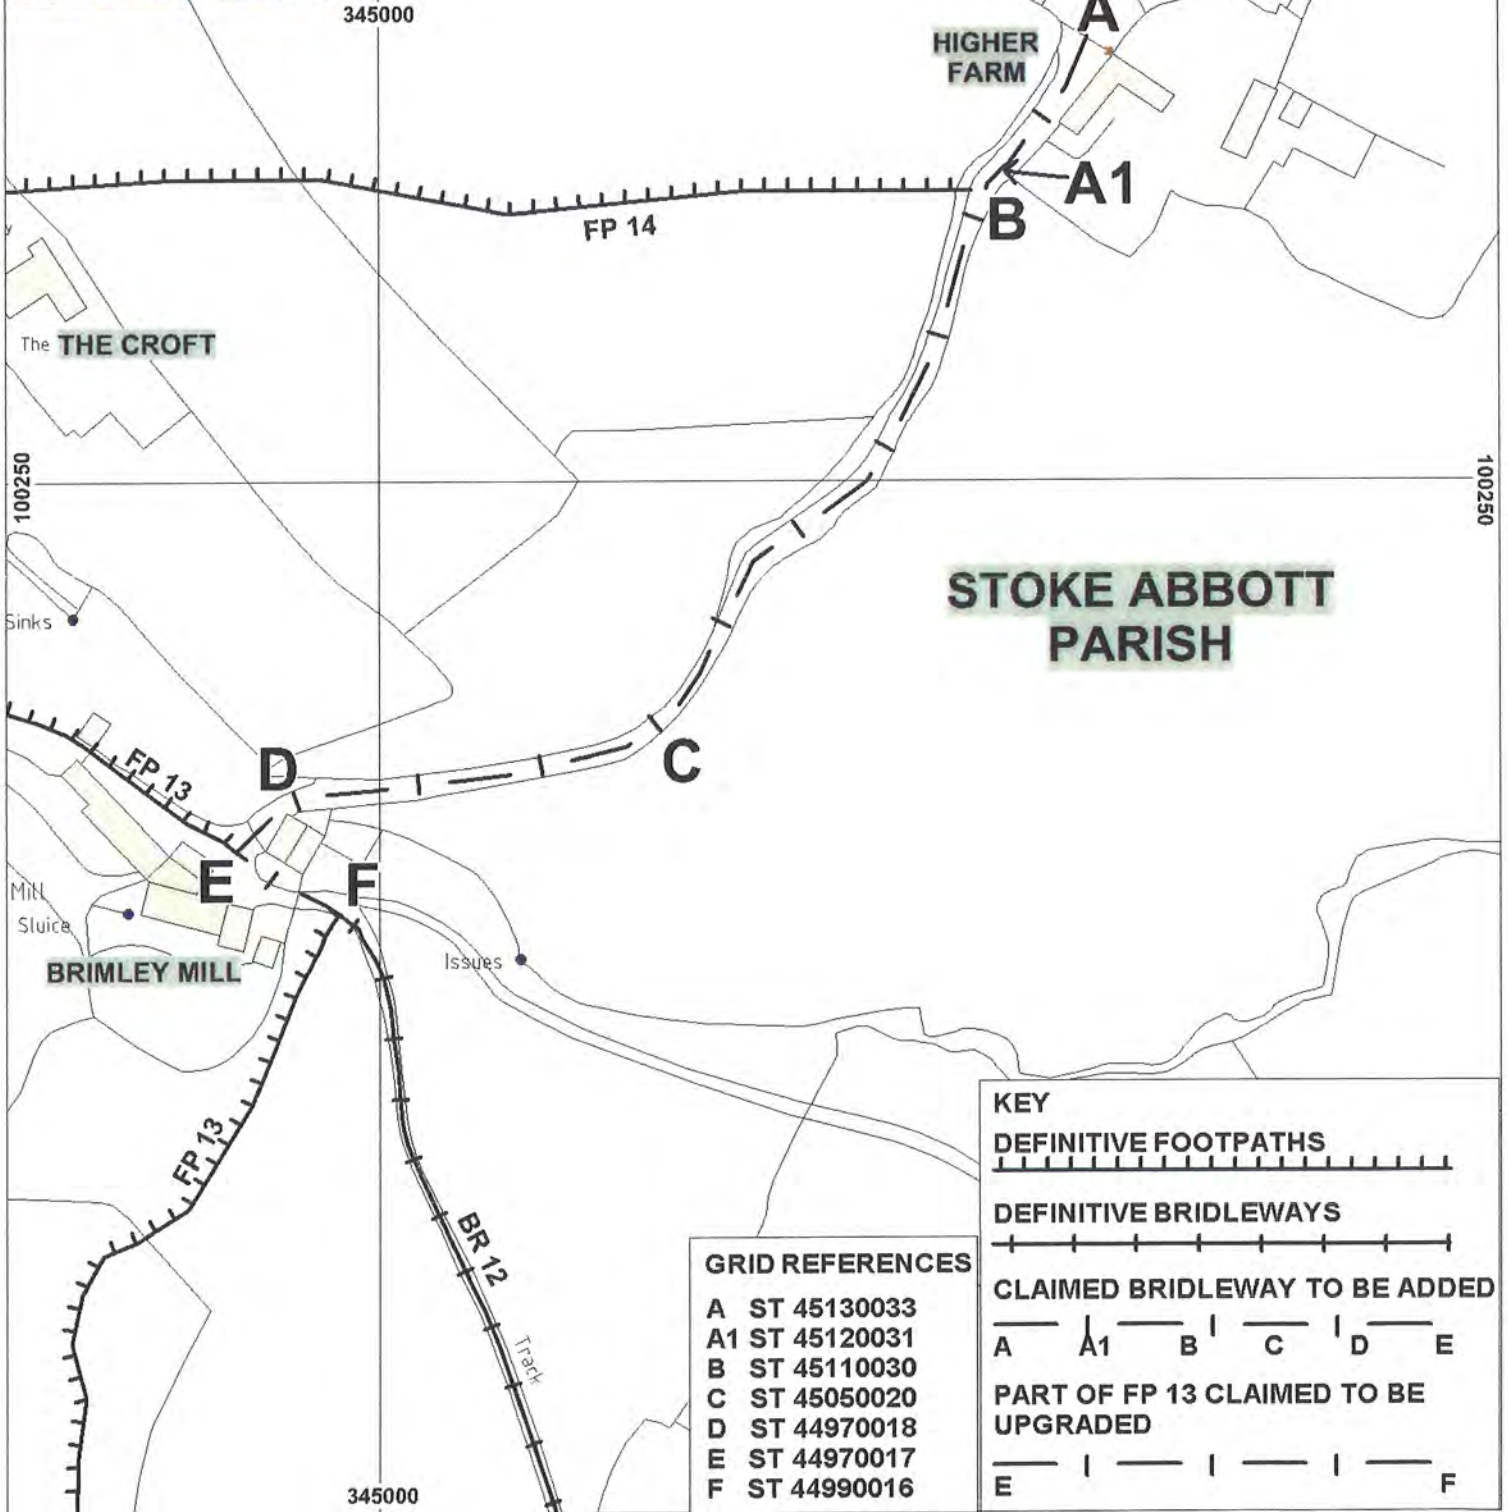 345000
A
HIGHER
FARM
A1
B
FP 14
The THE CROFT
100250
100250
STOKE ABBOTT
PARISH
Sinks
D
C
FP 13
E
F
Mill
Sluice
BRIMLEY MILL
Issues
FP 13
BR 12
Track
345000
GRID REFERENCES
A ST 45130033
A1 ST 45120031
B ST 45110030
C ST 45050020
D ST 44970018
E ST 44970017
F ST 44990016
KEY
DEFINITIVE FOOTPATHS
DEFINITIVE BRIDLEWAYS
CLAIMED BRIDLEWAY TO BE ADDED
A A1 B C D E
PART OF FP 13 CLAIMED TO BE
UPGRADED
E F